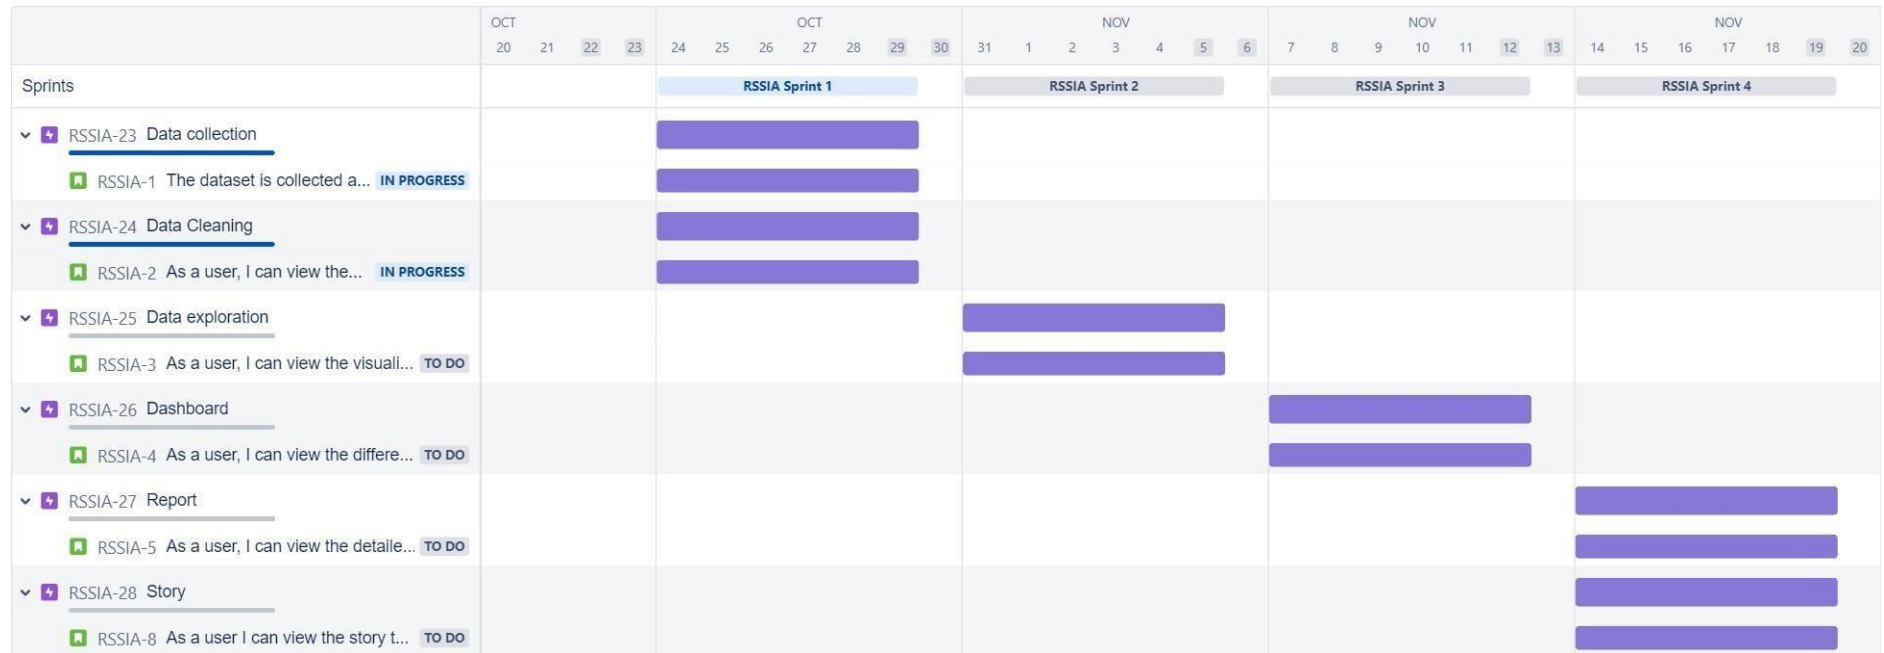 OCT OCT NOV NOV NOV
20 21 22 23 24 25 26 27 28 29 30 31 1 2 3 4 5 6 7 8 9 10 11 12 13 14 15 16 17 18 19 20
Sprints RSSIA Sprint 1 RSSIA Sprint 2 RSSIA Sprint 3 RSSIA Sprint 4
RSSIA-23 Data collection
RSSIA-1 The dataset is collected a... IN PROGRESS
RSSIA-24 Data Cleaning
RSSIA-2 As a user, I can view the... IN PROGRESS
RSSIA-25 Data exploration
RSSIA-3 As a user, I can view the visuali... TO DO
RSSIA-26 Dashboard
RSSIA-4 As a user, I can view the differe... TO DO
RSSIA-27 Report
RSSIA-5 As a user, I can view the detaile... TO DO
RSSIA-28 Story
RSSIA-8 As a user I can view the story t... TO DO